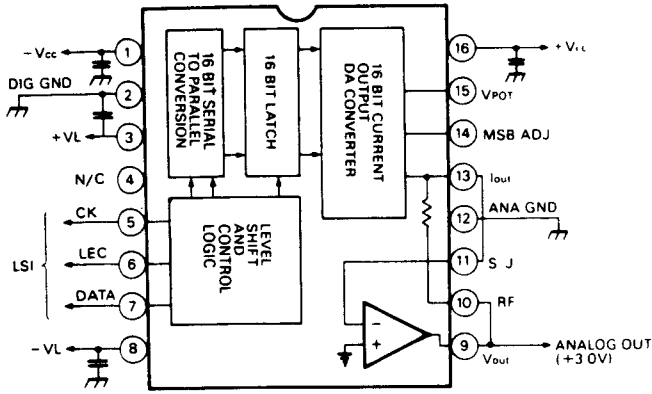 −Vcc
1
DIG GND
2
+VL
3
N/C
4
CK
5
LSI
LEC
6
DATA
7
−VL
8
16 BIT SERIAL
TO PARALLEL
CONVERSION
16 BIT LATCH
16 BIT CURRENT
OUTPUT
DA CONVERTER
LEVEL
SHIFT
AND
CONTROL
LOGIC
−
+
16
+Vcc
15
VPOT
14
MSB ADJ
13
Iout
12
ANA GND
11
S J
10
RF
9
Vout
ANALOG OUT
(+3 0V)